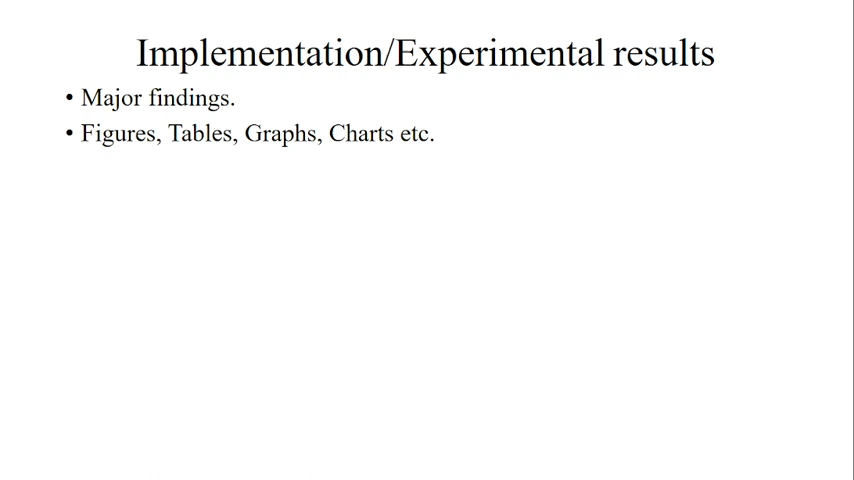 Implementation/Experimental results
• Major findings.
• Figures, Tables, Graphs, Charts etc.